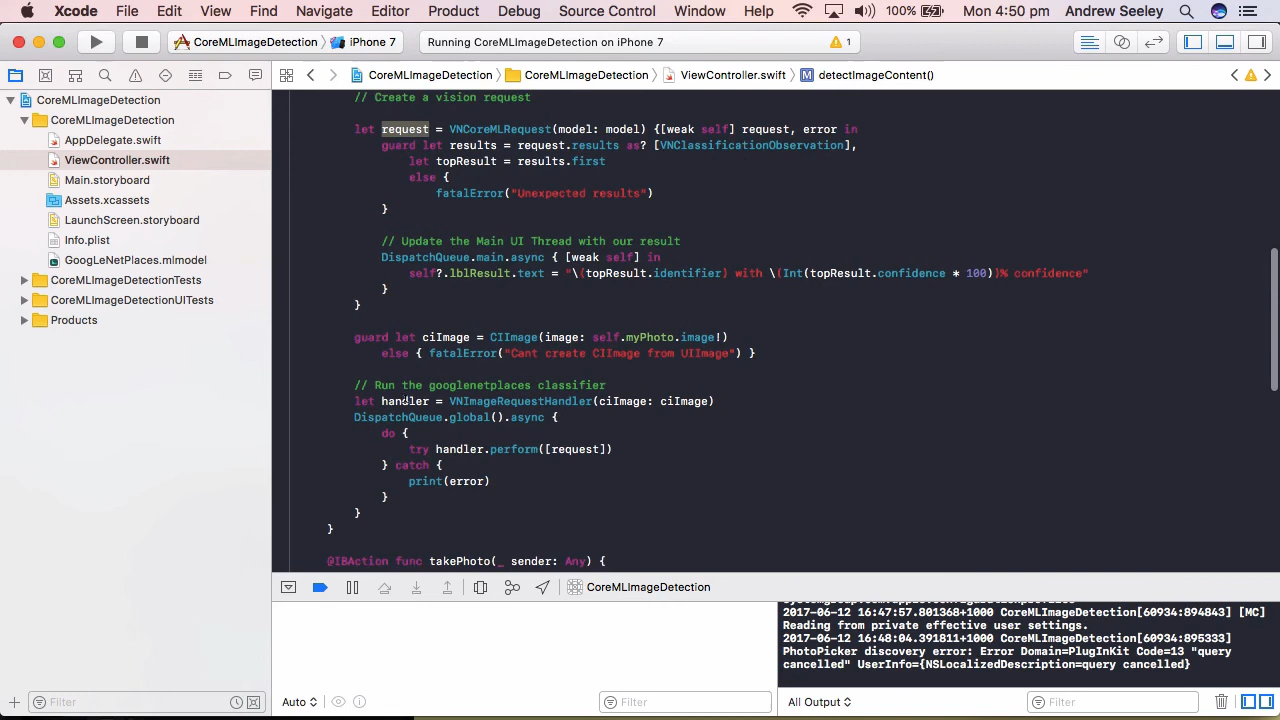 Xcode File Edit View Find Navigate Editor Product Debug Source Control Window Help 100% Mon 4:50 pm Andrew Seeley
CoreMLImageDetection iPhone 7 Running CoreMLImageDetection on iPhone 7 1
CoreMLImageDetection CoreMLImageDetection ViewController.swift M detectImageContent()
CoreMLImageDetection
CoreMLImageDetection
AppDelegate.swift
ViewController.swift
Main.storyboard
Assets.xcassets
LaunchScreen.storyboard
Info.plist
GoogLeNetPlaces.mlmodel
CoreMLImageDetectionTests
CoreMLImageDetectionUITests
Products
// Create a vision request
let request = VNCoreMLRequest(model: model) {[weak self] request, error in
guard let results = request.results as? [VNClassificationObservation],
let topResult = results.first
else {
fatalError("Unexpected results")
}
// Update the Main UI Thread with our result
DispatchQueue.main.async { [weak self] in
self?.lblResult.text = "\(topResult.identifier) with \(Int(topResult.confidence * 100))% confidence"
}
}
guard let ciImage = CIImage(image: self.myPhoto.image!)
else { fatalError("Cant create CIImage from UIImage") }
// Run the googlenetplaces classifier
let handler = VNImageRequestHandler(ciImage: ciImage)
DispatchQueue.global().async {
do {
try handler.perform([request])
} catch {
print(error)
}
}
}
@IBAction func takePhoto(_ sender: Any) {
CoreMLImageDetection
2017-06-12 16:47:57.801368+1000 CoreMLImageDetection[60934:894843] [MC]
Reading from private effective user settings.
2017-06-12 16:48:04.391811+1000 CoreMLImageDetection[60934:895333]
PhotoPicker discovery error: Error Domain=PlugInKit Code=13 "query
cancelled" UserInfo={NSLocalizedDescription=query cancelled}
Filter Auto Filter All Output Filter